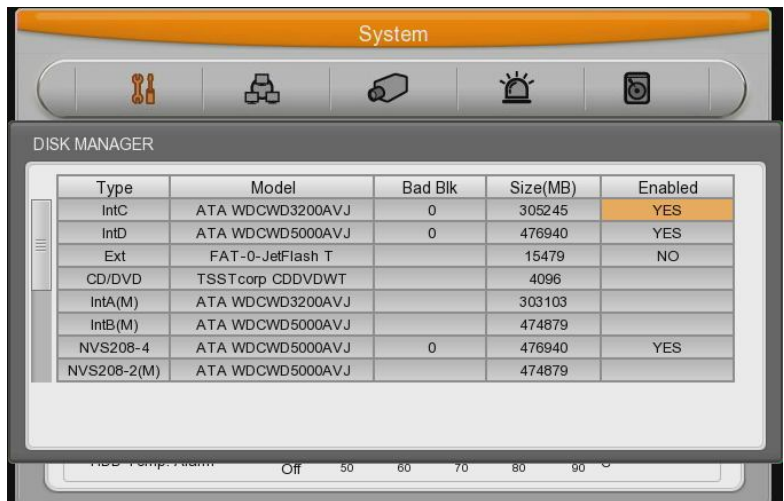 System
DISK MANAGER
Type Model Bad Blk Size(MB) Enabled
IntC ATA WDCWD3200AVJ 0 305245 YES
IntD ATA WDCWD5000AVJ 0 476940 YES
Ext FAT-0-JetFlash T 15479 NO
CD/DVD TSSTcorp CDDVDWT 4096
IntA(M) ATA WDCWD3200AVJ 303103
IntB(M) ATA WDCWD5000AVJ 474879
NVS208-4 ATA WDCWD5000AVJ 0 476940 YES
NVS208-2(M) ATA WDCWD5000AVJ 474879
Off 50 60 70 80 90